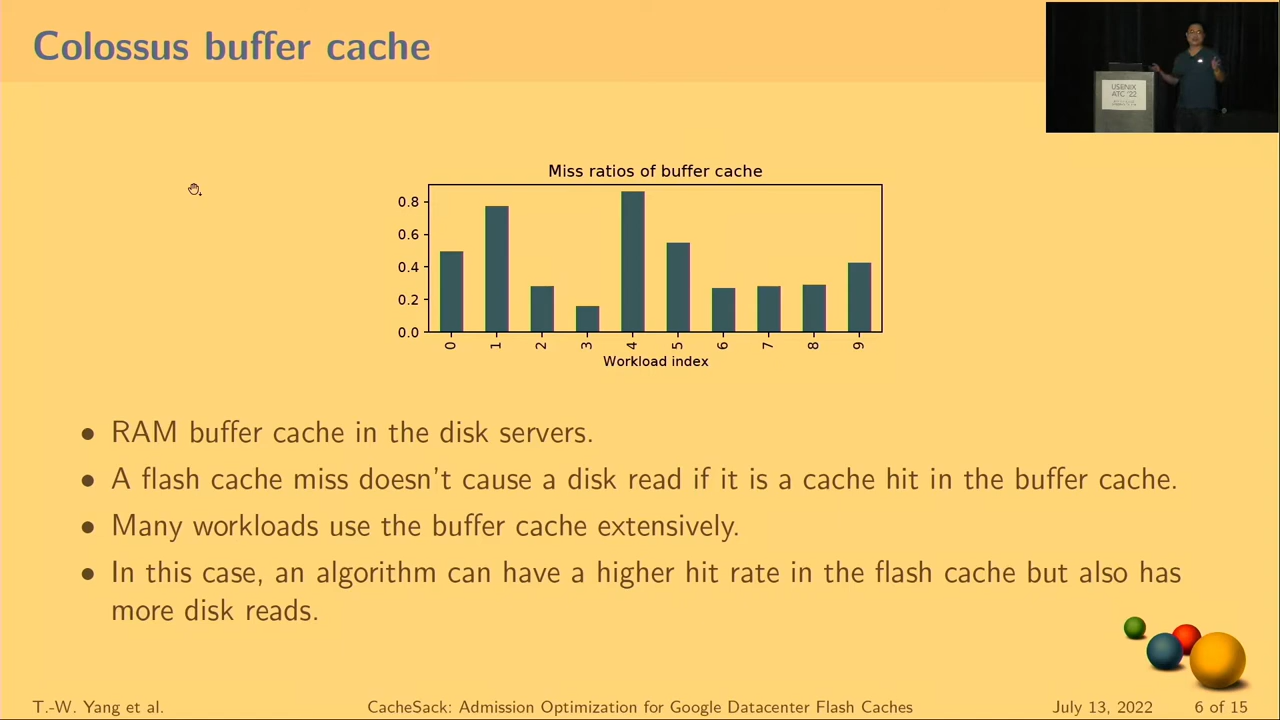 Colossus buffer cache
USENIX
ATC '22
Miss ratios of buffer cache
0.8
0.6
0.4
0.2
0.0
0 1 2 3 4 5 6 7 8 9
Workload index
• RAM buffer cache in the disk servers.
• A flash cache miss doesn't cause a disk read if it is a cache hit in the buffer cache.
• Many workloads use the buffer cache extensively.
• In this case, an algorithm can have a higher hit rate in the flash cache but also has
more disk reads.
T.-W. Yang et al. CacheSack: Admission Optimization for Google Datacenter Flash Caches July 13, 2022 6 of 15